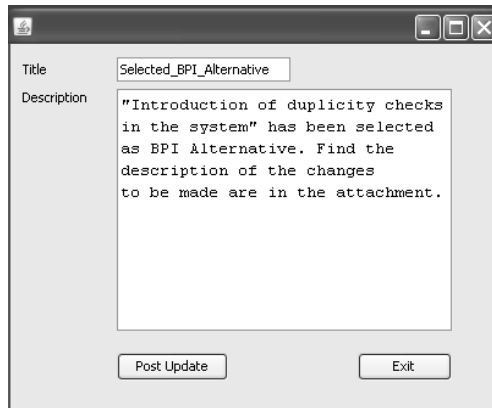 Title
Selected_BPI_Alternative
Description
"Introduction of duplicity checks
in the system" has been selected
as BPI Alternative. Find the
description of the changes
to be made are in the attachment.
Post Update
Exit